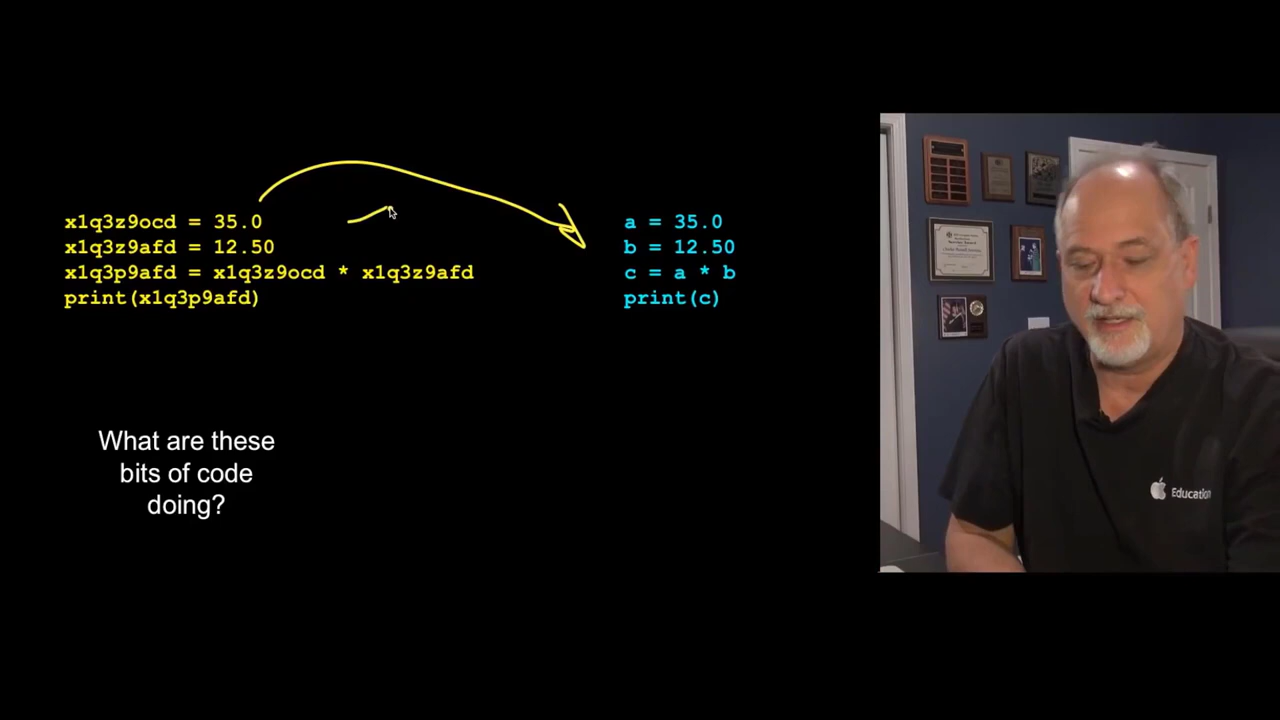 x1q3z9ocd = 35.0
x1q3z9afd = 12.50
x1q3p9afd = x1q3z9ocd * x1q3z9afd
print(x1q3p9afd)
a = 35.0
b = 12.50
c = a * b
print(c)
What are these
bits of code
doing?
Education